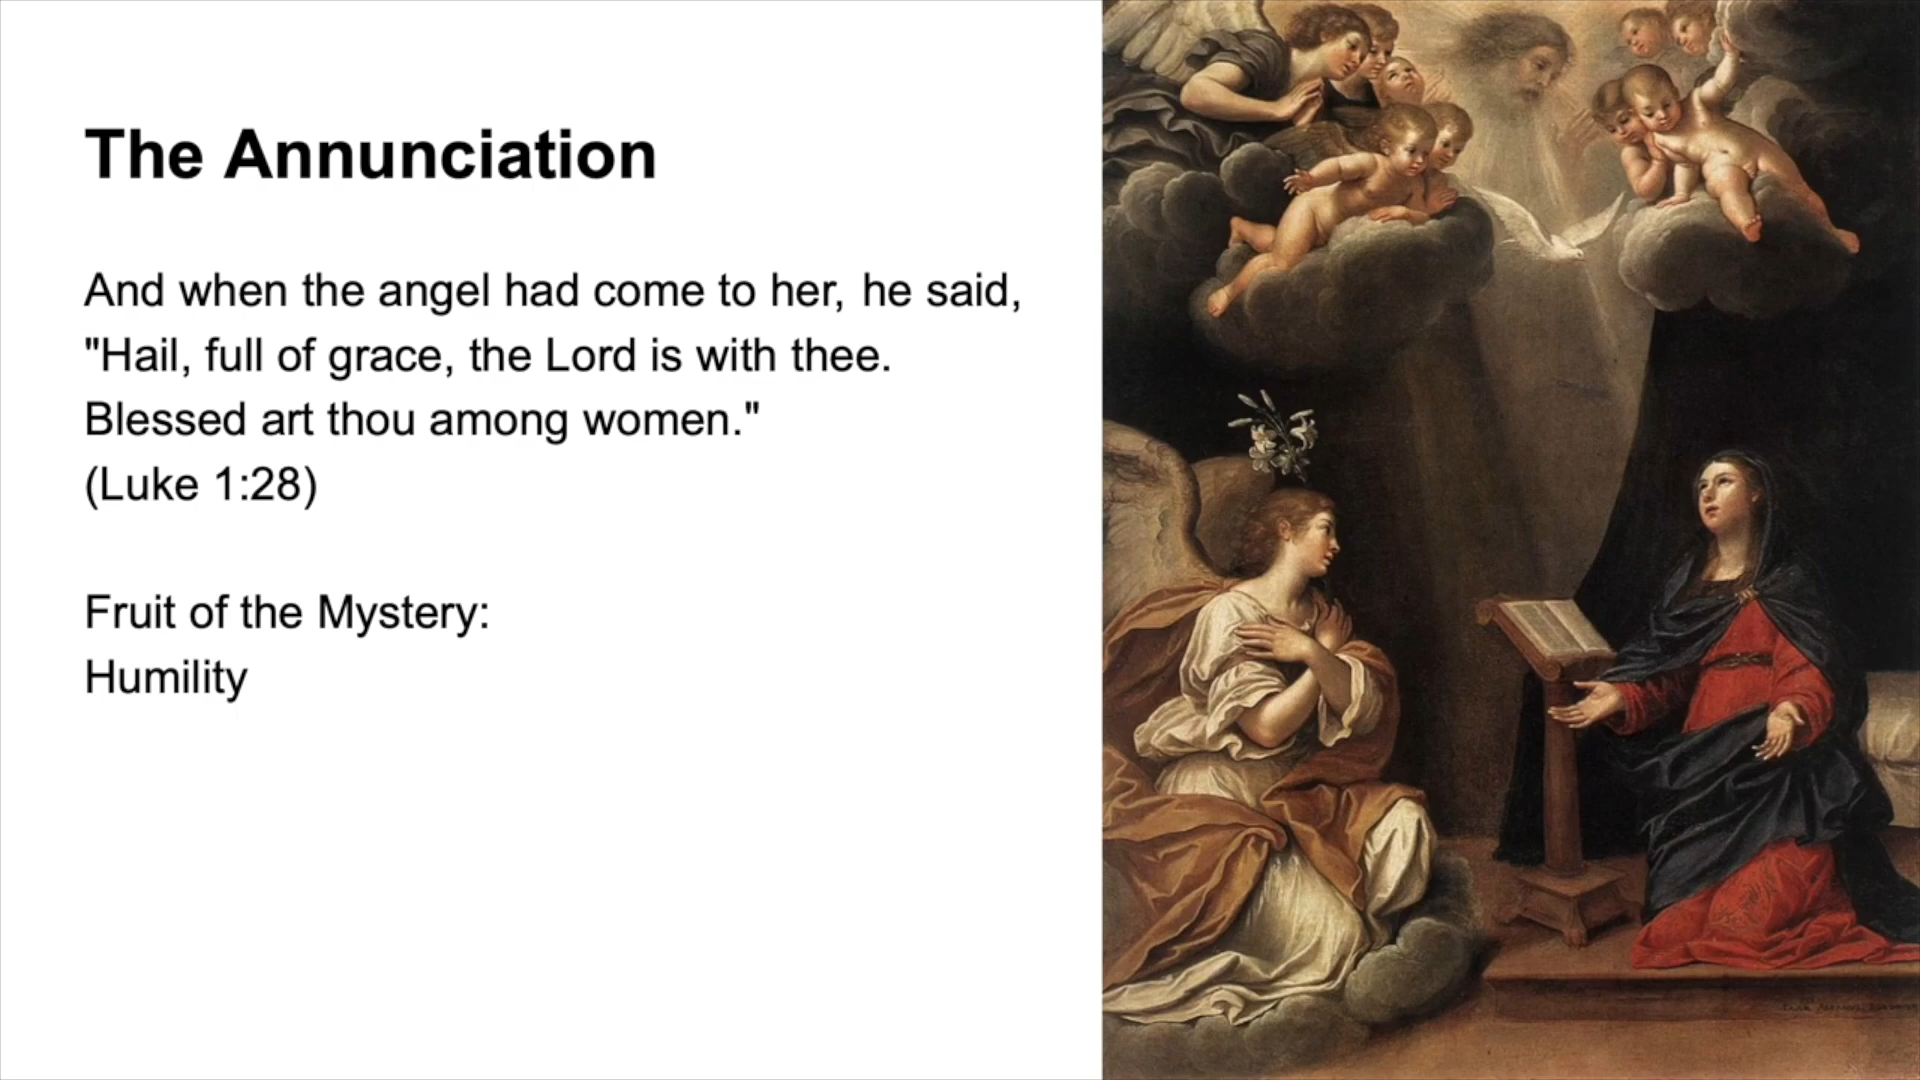 The Annunciation
And when the angel had come to her, he said,
"Hail, full of grace, the Lord is with thee.
Blessed art thou among women."
(Luke 1:28)
Fruit of the Mystery:
Humility